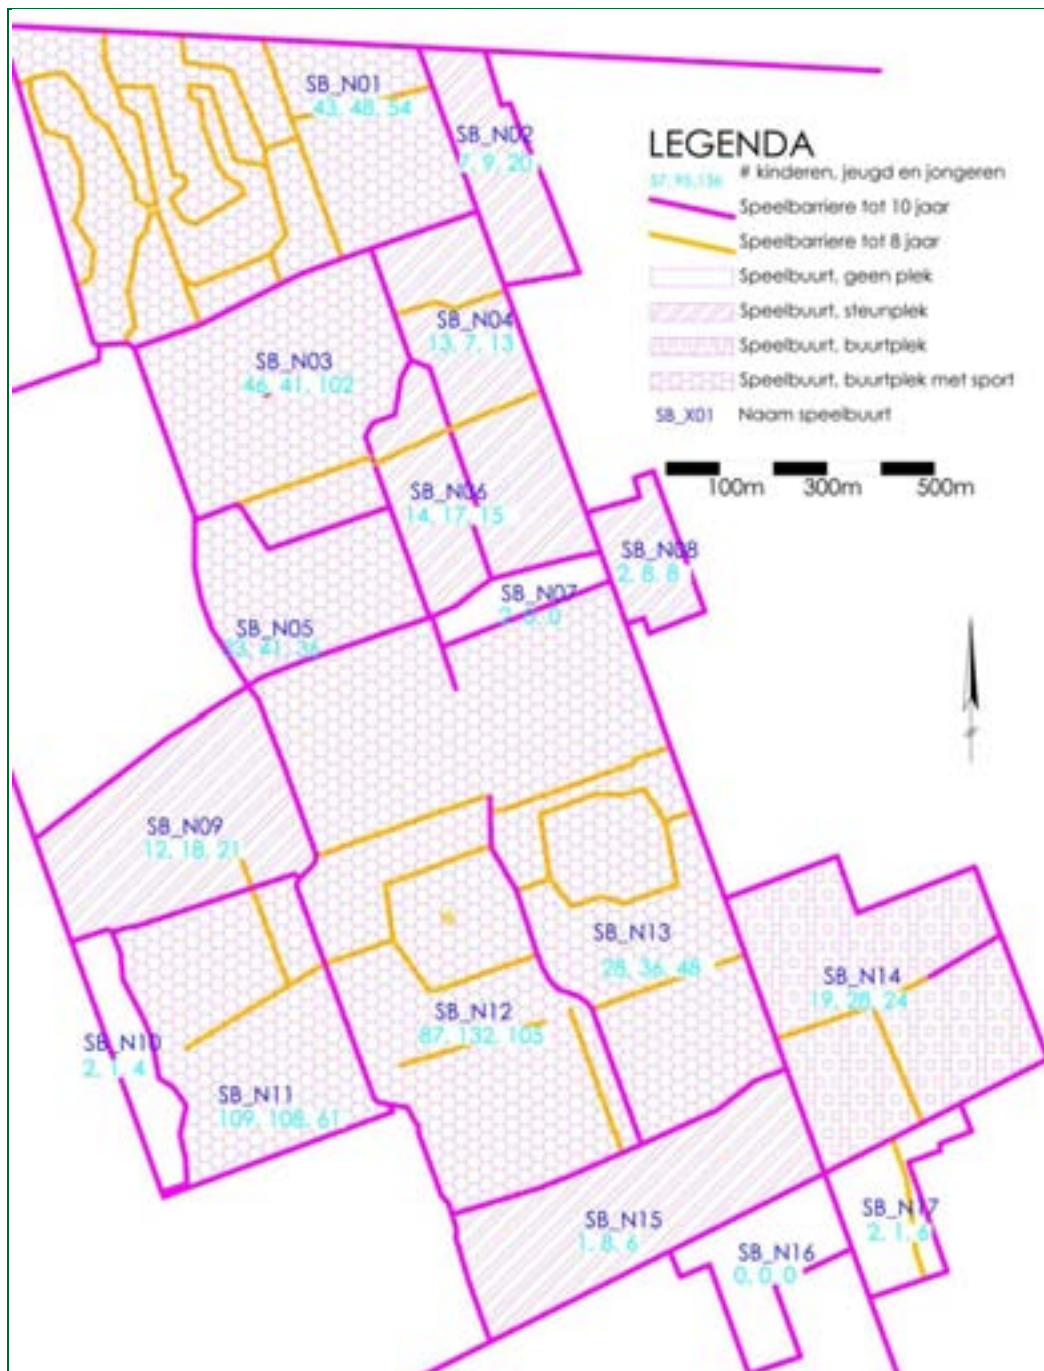 SB_N01
43, 48, 54
SB_N02
7, 9, 20
LEGENDA
57, 95, 136 # kinderen, jeugd en jongeren
Speelbarriere tot 10 jaar
Speelbarriere tot 8 jaar
Speelbuurt, geen plek
Speelbuurt, steunplek
Speelbuurt, buurtplek
Speelbuurt, buurtplek met sport
SB_X01 Naam speelbuurt
100m 300m 500m
SB_N03
46, 41, 102
SB_N04
13, 7, 13
SB_N06
14, 17, 15
SB_N08
2, 8, 8
SB_N07
SB_N05
SB_N09
12, 18, 21
SB_N13
28, 36, 48
SB_N14
19, 28, 24
SB_N12
87, 132, 105
SB_N10
2, 1, 4
SB_N11
109, 108, 61
SB_N15
1, 8, 6
SB_N17
2, 1, 6
SB_N16
0, 0, 0